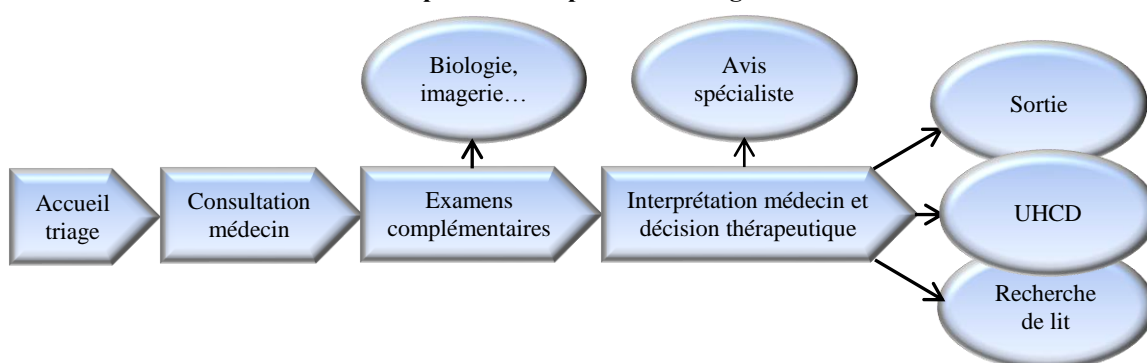 Biologie,
imagerie…
Avis
spécialiste
Sortie
Accueil
triage
Consultation
médecin
Examens
complémentaires
Interprétation médecin et
décision thérapeutique
UHCD
Recherche
de lit